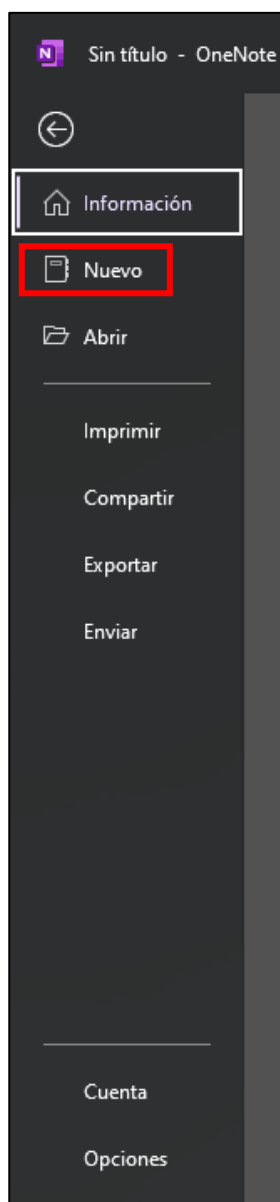 Sin título - OneNote
Información
Nuevo
Abrir
Imprimir
Compartir
Exportar
Enviar
Cuenta
Opciones